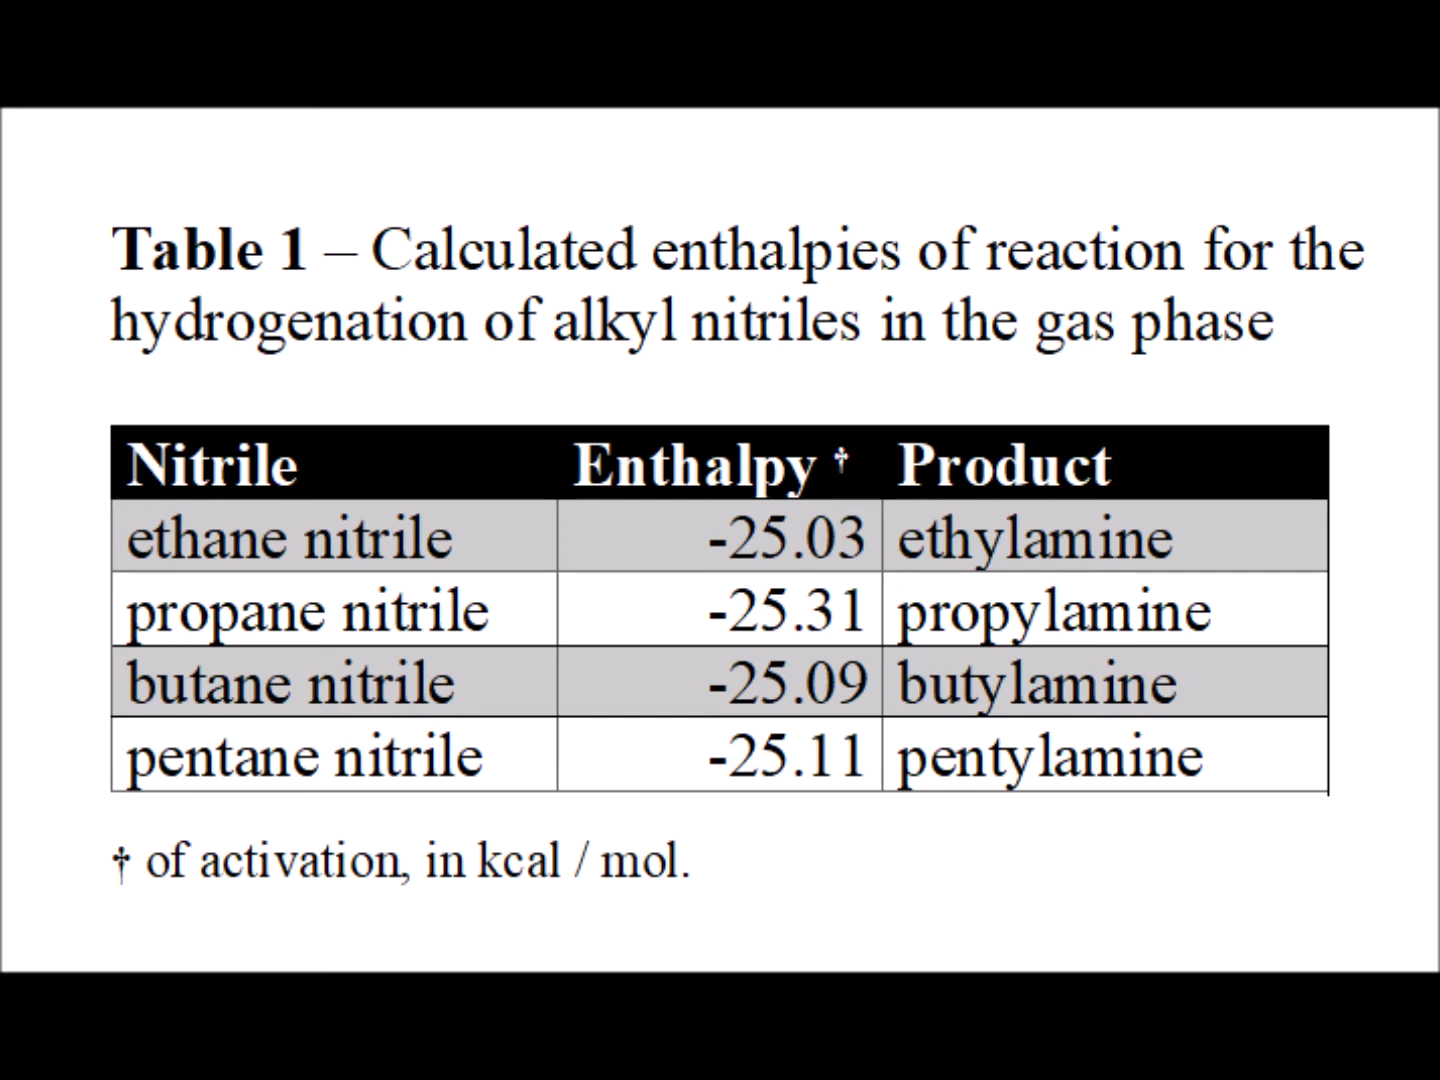 Table 1 – Calculated enthalpies of reaction for the
hydrogenation of alkyl nitriles in the gas phase
Nitrile Enthalpy † Product
ethane nitrile -25.03 ethylamine
propane nitrile -25.31 propylamine
butane nitrile -25.09 butylamine
pentane nitrile -25.11 pentylamine
† of activation, in kcal / mol.